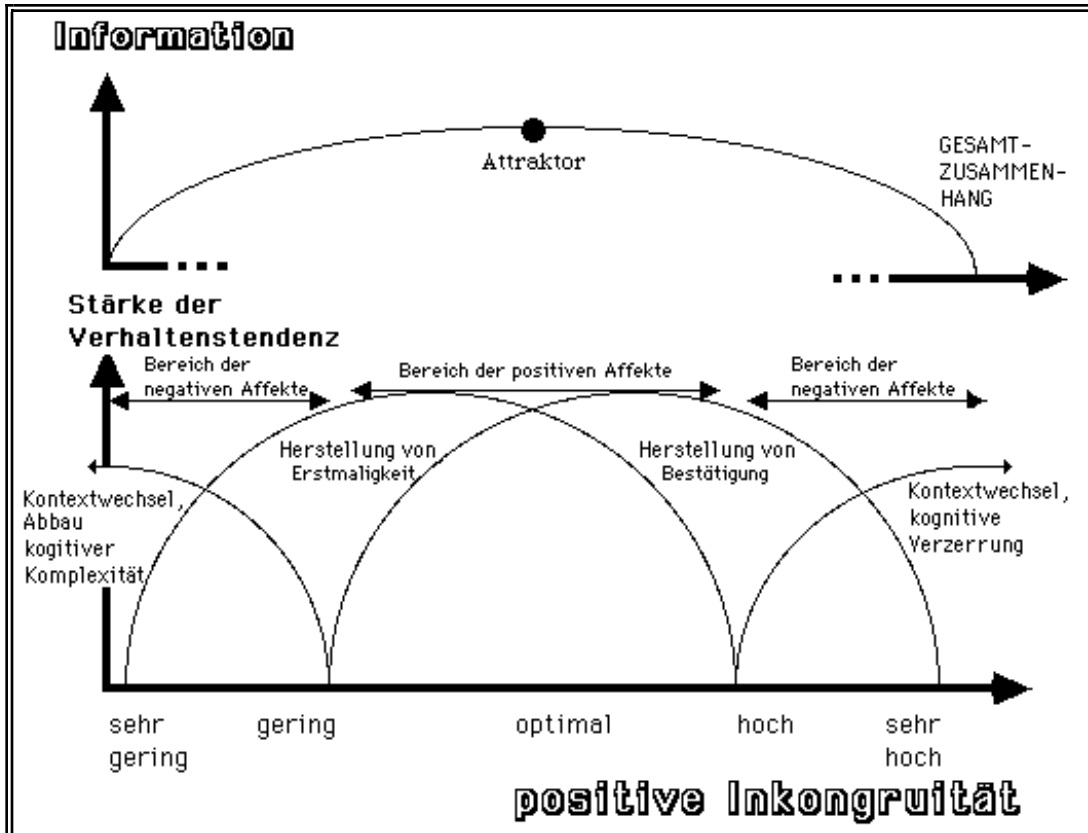 Information
Attraktor
GESAMT-
ZUSAMMEN-
HANG
Stärke der
Verhaltenstendenz
Bereich der
negativen Affekte
Bereich der positiven Affekte
Bereich der
negativen Affekte
Herstellung von
Erstmaligkeit
Herstellung von
Bestätigung
Kontextwechsel,
Abbau
kogitiver
Komplexität
Kontextwechsel,
kognitive
Verzerrung
sehr
gering
gering
optimal
hoch
sehr
hoch
positive Inkongruität